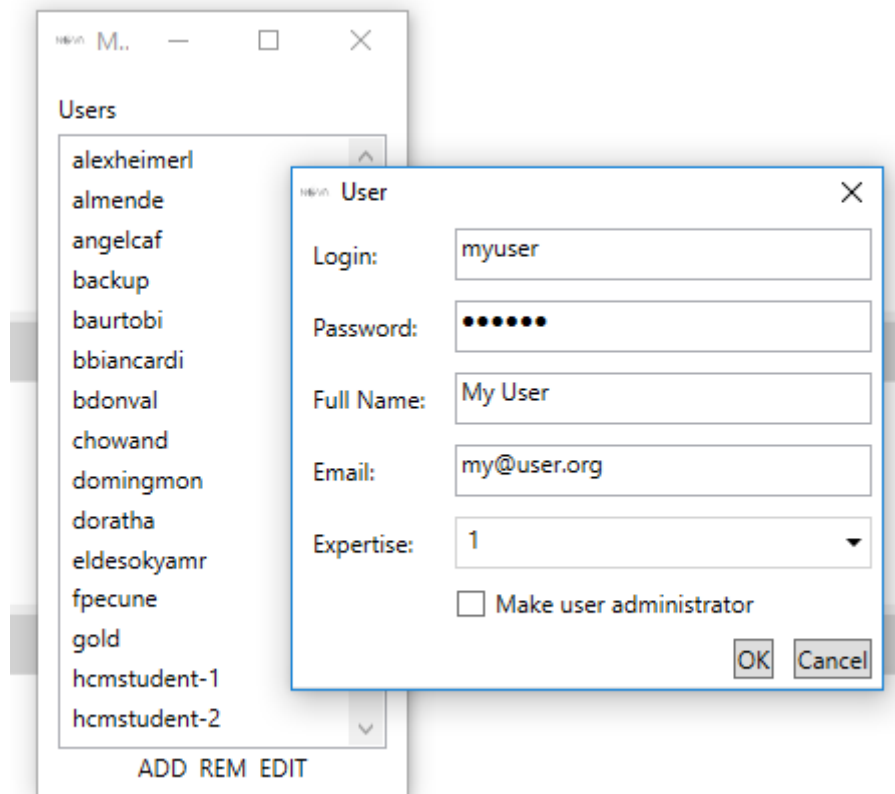 NOVA M..
Users
alexheimerl
almende
angelcaf
backup
baurtobi
bbiancardi
bdonval
chowand
domingmon
doratha
eldesokyamr
fpecune
gold
hcmstudent-1
hcmstudent-2
ADD REM EDIT
NOVA User
Login: myuser
Password: ●●●●●●
Full Name: My User
Email: my@user.org
Expertise: 1
Make user administrator
OK Cancel